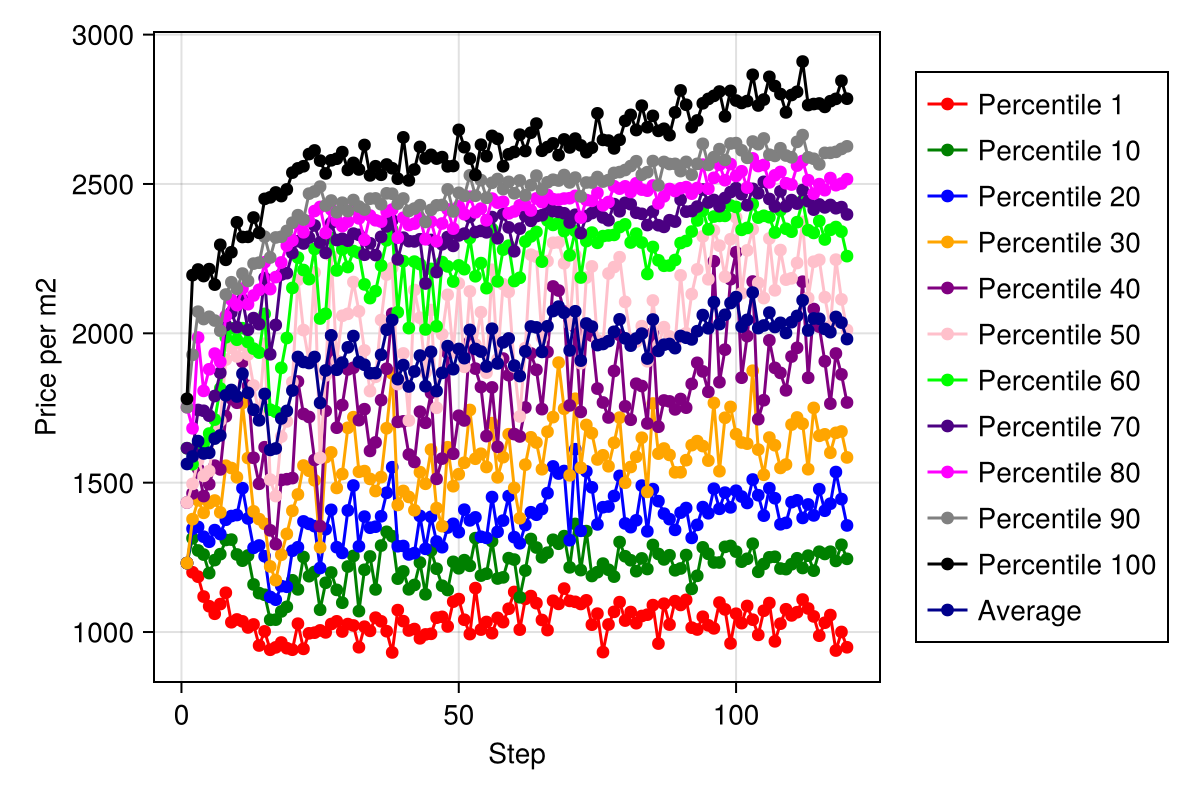 3000
2500
2000
1500
1000
Price per m2
0
50
100
Step
Percentile 1
Percentile 10
Percentile 20
Percentile 30
Percentile 40
Percentile 50
Percentile 60
Percentile 70
Percentile 80
Percentile 90
Percentile 100
Average